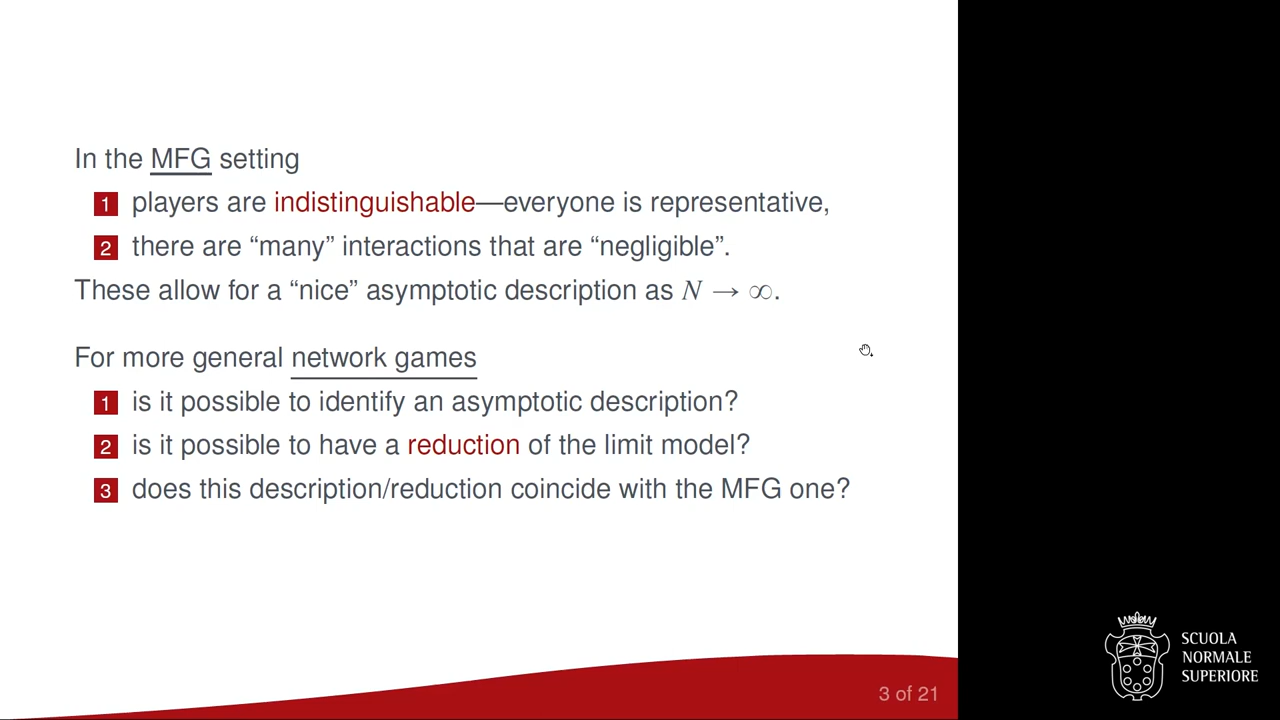 In the MFG setting
1 players are indistinguishable—everyone is representative,
2 there are “many” interactions that are “negligible”.
These allow for a “nice” asymptotic description as N → ∞.
For more general network games
1 is it possible to identify an asymptotic description?
2 is it possible to have a reduction of the limit model?
3 does this description/reduction coincide with the MFG one?
3 of 21
SCUOLA
NORMALE
SUPERIORE